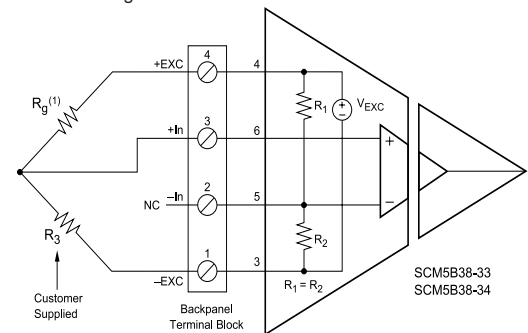 +EXC
4
4
Rg(1)
R1
+
−
VEXC
+In
3
6
+
NC
–In
2
5
−
R3
R2
–EXC
1
3
R1 = R2
SCM5B38-33
SCM5B38-34
Customer
Supplied
Backpanel
Terminal Block